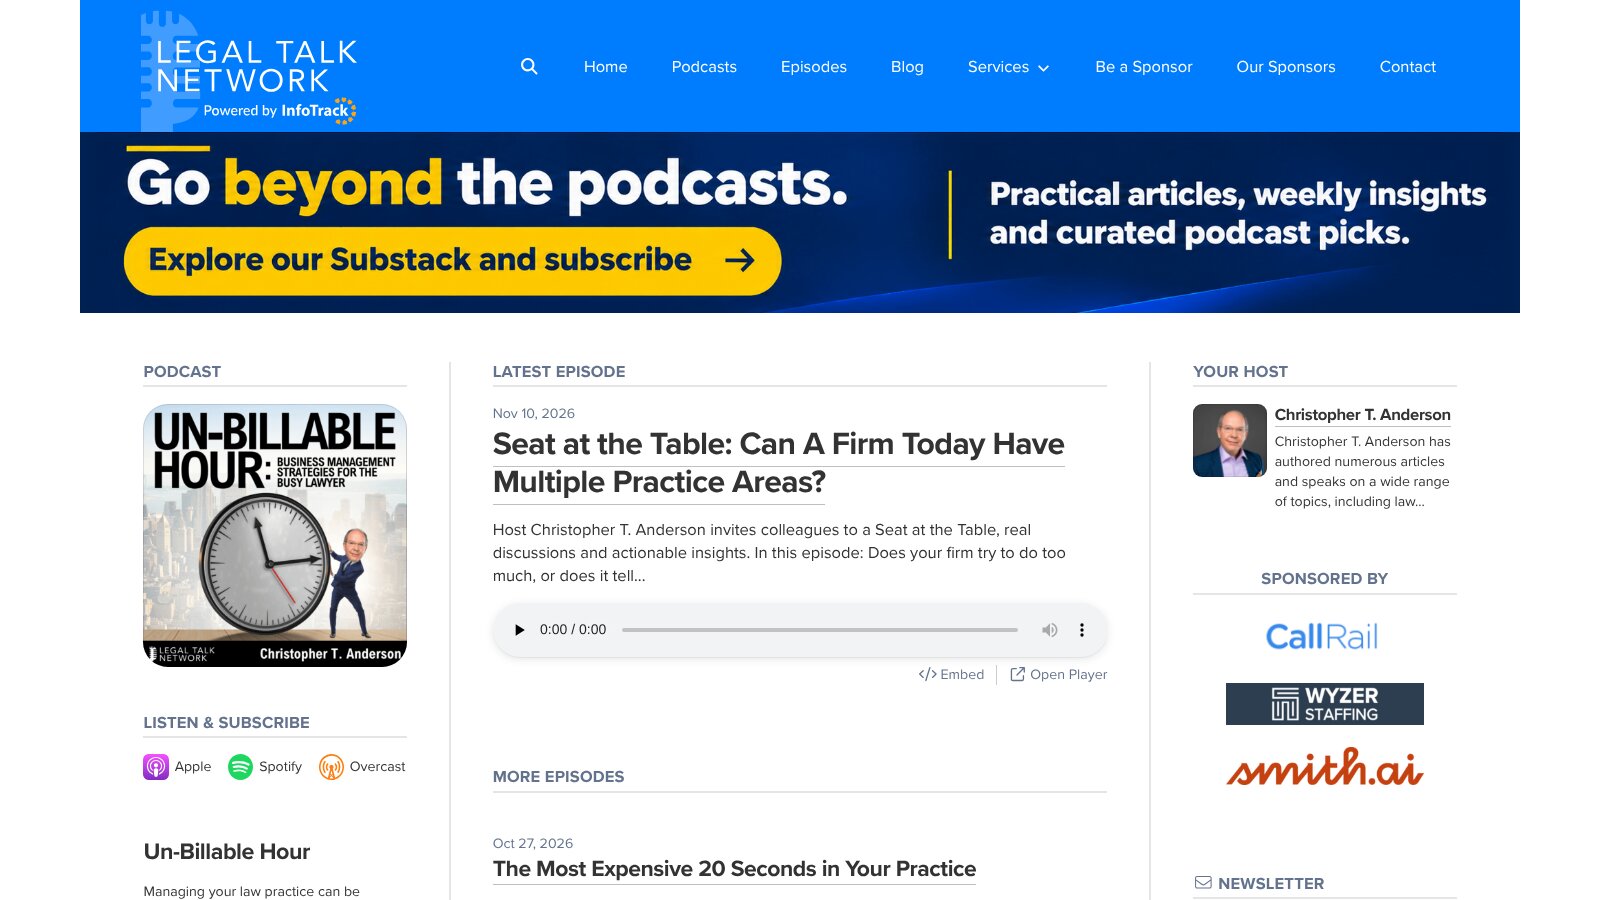 LEGAL TALK
NETWORK
Powered by InfoTrack
Home
Podcasts
Episodes
Blog
Services
Be a Sponsor
Our Sponsors
Contact
Go beyond the podcasts.
Explore our Substack and subscribe →
Practical articles, weekly insights
and curated podcast picks.
PODCAST
UN-BILLABLE
HOUR:
BUSINESS MANAGEMENT
STRATEGIES FOR THE
BUSY LAWYER
LEGAL TALK
NETWORK
Christopher T. Anderson
LISTEN & SUBSCRIBE
Apple
Spotify
Overcast
Un-Billable Hour
Managing your law practice can be
LATEST EPISODE
Nov 10, 2026
Seat at the Table: Can A Firm Today Have
Multiple Practice Areas?
Host Christopher T. Anderson invites colleagues to a Seat at the Table, real
discussions and actionable insights. In this episode: Does your firm try to do too
much, or does it tell...
0:00 / 0:00
Embed
Open Player
MORE EPISODES
Oct 27, 2026
The Most Expensive 20 Seconds in Your Practice
YOUR HOST
Christopher T. Anderson
Christopher T. Anderson has
authored numerous articles
and speaks on a wide range
of topics, including law...
SPONSORED BY
CallRail
WYZER
STAFFING
smith.ai
NEWSLETTER